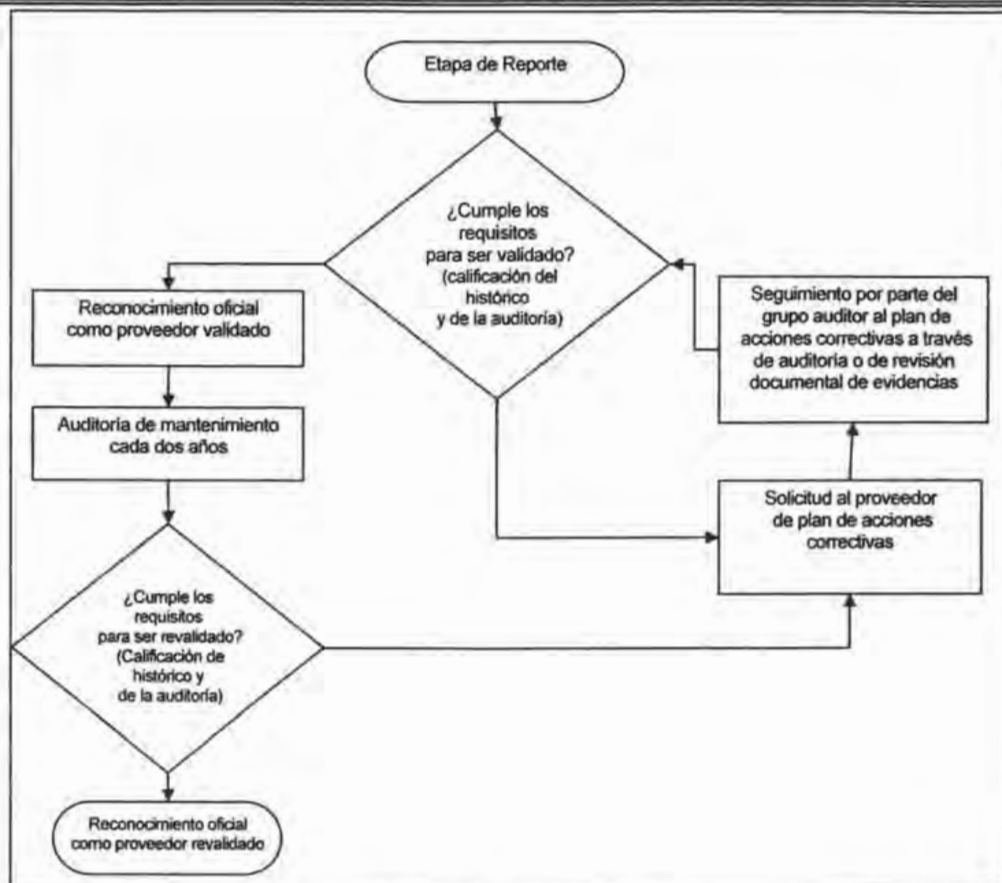 Etapa de Reporte
¿Cumple los
requisitos
para ser validado?
(calificación del
histórico
y de la auditoría)
Reconocimiento oficial
como proveedor validado
Seguimiento por parte del
grupo auditor al plan de
acciones correctivas a través
de auditoría o de revisión
documental de evidencias
Auditoría de mantenimiento
cada dos años
Solicitud al proveedor
de plan de acciones
correctivas
¿Cumple los
requisitos
para ser revalidado?
(Calificación de
histórico y
de la auditoría)
Reconocimiento oficial
como proveedor revalidado